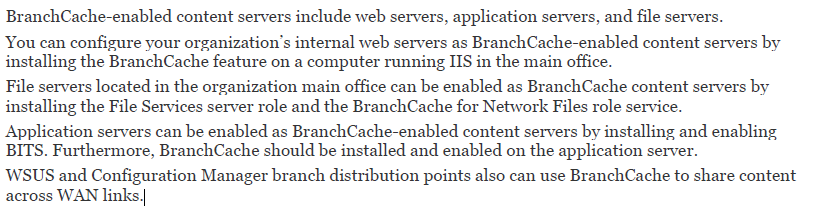 BranchCache-enabled content servers include web servers, application servers, and file servers.
You can configure your organization’s internal web servers as BranchCache-enabled content servers by
installing the BranchCache feature on a computer running IIS in the main office.
File servers located in the organization main office can be enabled as BranchCache content servers by
installing the File Services server role and the BranchCache for Network Files role service.
Application servers can be enabled as BranchCache-enabled content servers by installing and enabling
BITS. Furthermore, BranchCache should be installed and enabled on the application server.
WSUS and Configuration Manager branch distribution points also can use BranchCache to share content
across WAN links.